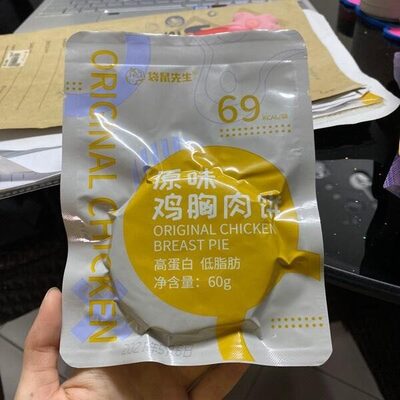 袋鼠先生
69
KCAL/袋
ORIGINAL CHICKEN
原味
鸡胸肉饼
ORIGINAL CHICKEN
BREAST PIE
高蛋白 低脂肪
净含量：60g